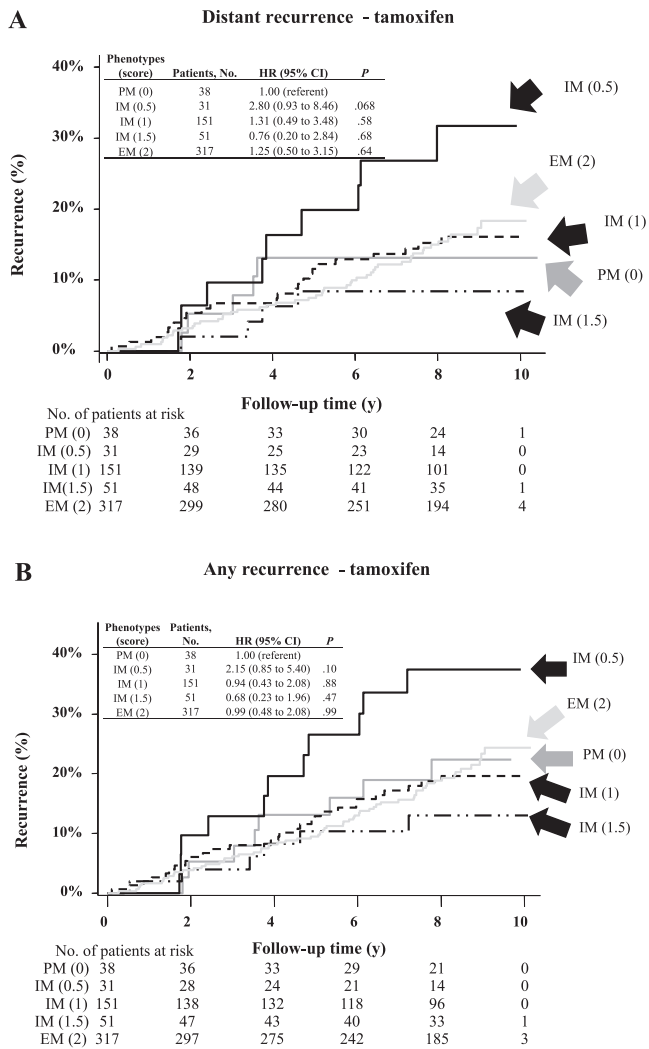 A
Distant recurrence - tamoxifen
Phenotypes (score) Patients, No. HR (95% CI) P
PM (0) 38 1.00 (referent)
IM (0.5) 31 2.80 (0.93 to 8.46) .068
IM (1) 151 1.31 (0.49 to 3.48) .58
IM (1.5) 51 0.76 (0.20 to 2.84) .68
EM (2) 317 1.25 (0.50 to 3.15) .64
Recurrence (%)
40%
30%
20%
10%
0%
IM (0.5)
EM (2)
IM (1)
PM (0)
IM (1.5)
0 2 4 6 8 10
Follow-up time (y)
No. of patients at risk
PM (0) 38 36 33 30 24 1
IM (0.5) 31 29 25 23 14 0
IM (1) 151 139 135 122 101 0
IM(1.5) 51 48 44 41 35 1
EM (2) 317 299 280 251 194 4
B
Any recurrence - tamoxifen
Phenotypes (score) Patients, No. HR (95% CI) P
PM (0) 38 1.00 (referent)
IM (0.5) 31 2.15 (0.85 to 5.40) .10
IM (1) 151 0.94 (0.43 to 2.08) .88
IM (1.5) 51 0.68 (0.23 to 1.96) .47
EM (2) 317 0.99 (0.48 to 2.08) .99
Recurrence (%)
40%
30%
20%
10%
0%
IM (0.5)
EM (2)
PM (0)
IM (1)
IM (1.5)
0 2 4 6 8 10
Follow-up time (y)
No. of patients at risk
PM (0) 38 36 33 29 21 0
IM (0.5) 31 28 24 21 14 0
IM (1) 151 138 132 118 96 0
IM (1.5) 51 47 43 40 33 1
EM (2) 317 297 275 242 185 3